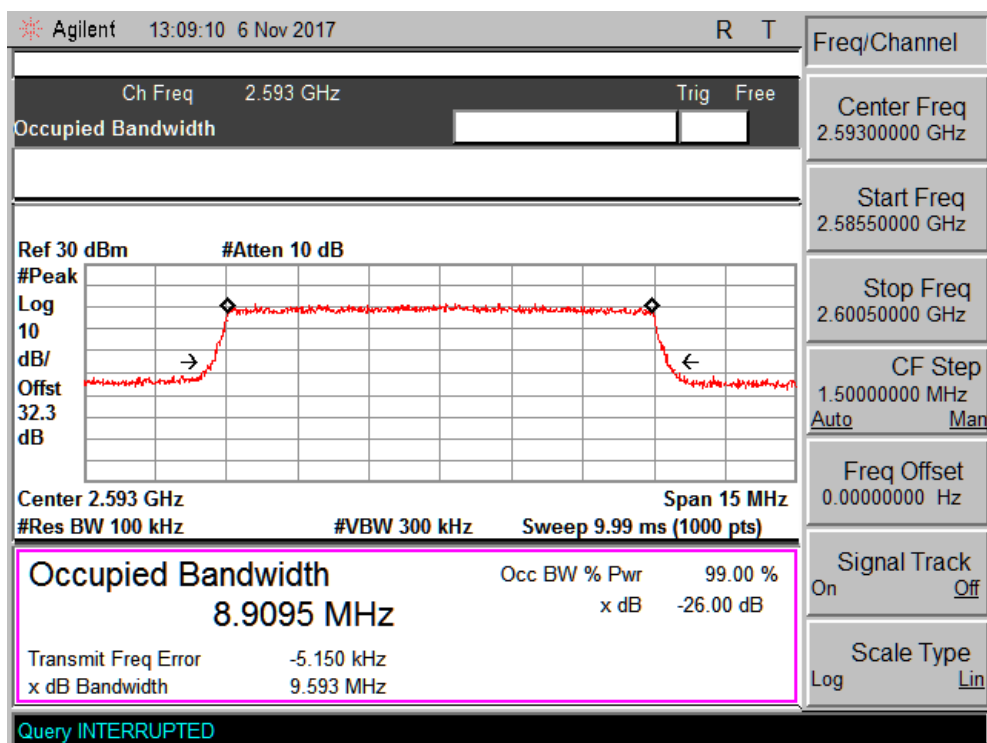 Agilent 13:09:10 6 Nov 2017 R T
Freq/Channel
Ch Freq 2.593 GHz Trig Free
Occupied Bandwidth
Center Freq
2.59300000 GHz
Start Freq
2.58550000 GHz
Stop Freq
2.60050000 GHz
CF Step
1.50000000 MHz
Auto Man
Freq Offset
0.00000000 Hz
Signal Track
On Off
Scale Type
Log Lin
Ref 30 dBm #Atten 10 dB
#Peak
Log
10
dB/
Offst
32.3
dB
Center 2.593 GHz Span 15 MHz
#Res BW 100 kHz #VBW 300 kHz Sweep 9.99 ms (1000 pts)
Occupied Bandwidth Occ BW % Pwr 99.00 %
8.9095 MHz x dB -26.00 dB
Transmit Freq Error -5.150 kHz
x dB Bandwidth 9.593 MHz
Query INTERRUPTED